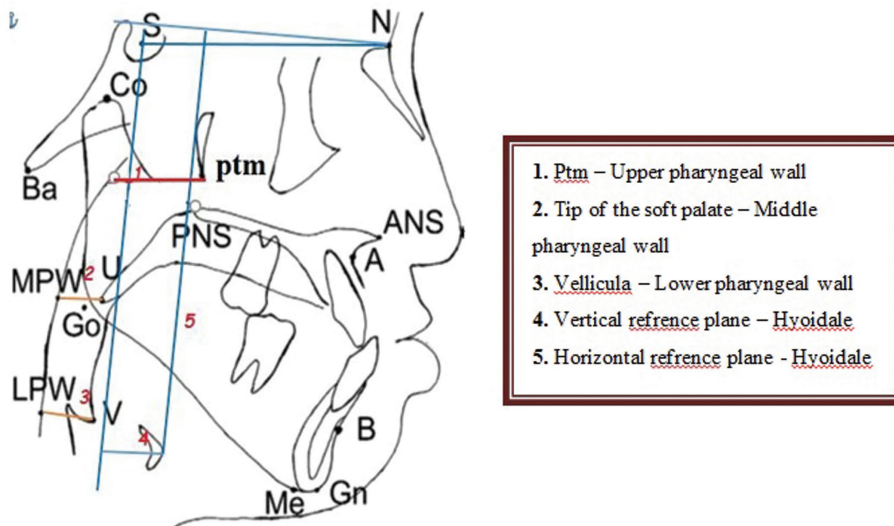 S
N
Co
1
ptm
Ba
PNS
ANS
A
MPW 2 U
Go
5
LPW 3 V
4
B
Me Gn
1. Ptm – Upper pharyngeal wall
2. Tip of the soft palate – Middle
pharyngeal wall
3. Vellicula – Lower pharyngeal wall
4. Vertical refrence plane – Hyoidale
5. Horizontal refrence plane - Hyoidale